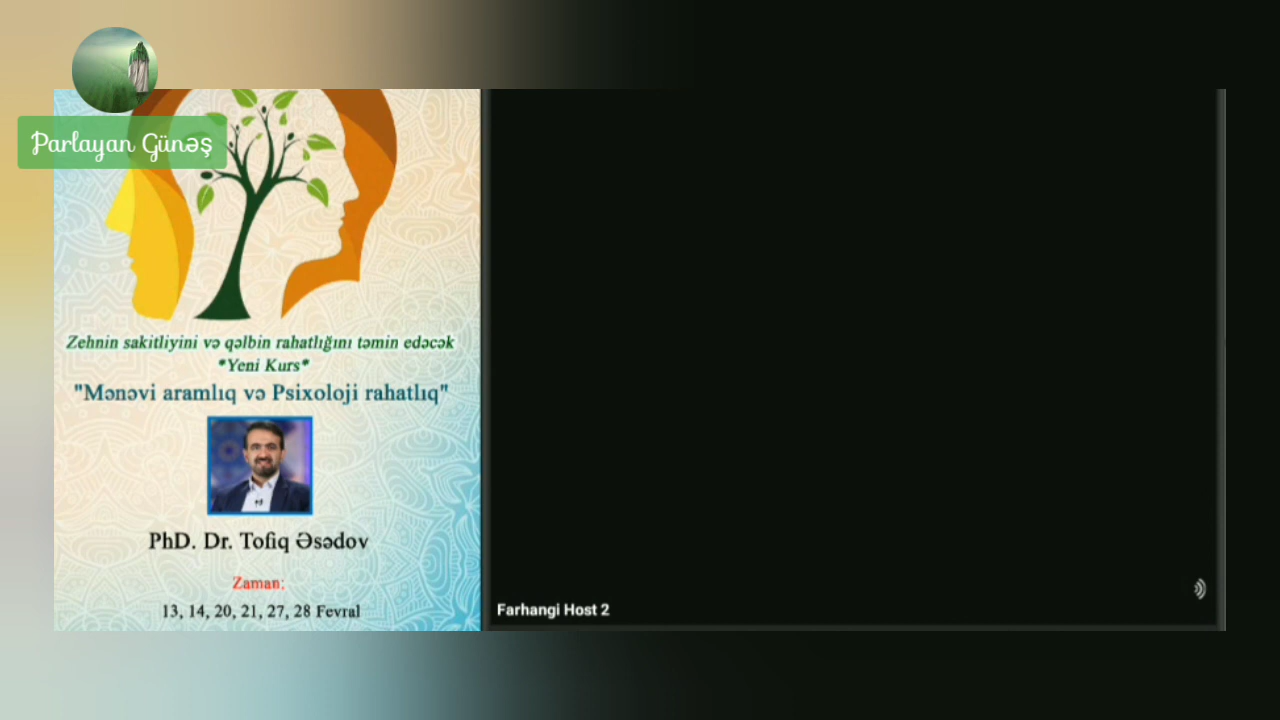 Parlayan Günəş
Zehnin sakitliyini və qəlbin rahatlığını təmin edəcək
*Yeni Kurs*
"Mənəvi aramlıq və Psixoloji rahatlıq"
PhD. Dr. Tofiq Əsədov
Zaman:
13, 14, 20, 21, 27, 28 Fevral
Farhangi Host 2